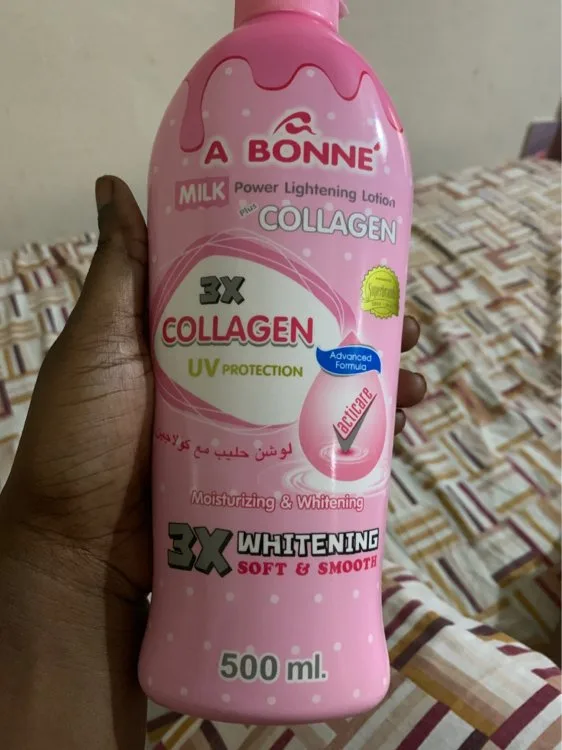 A BONNE'
MILK Power Lightening Lotion
Plus COLLAGEN
3X
COLLAGEN
UV PROTECTION
Superbrands
Advanced
Formula
acticare
لوشن حليب مع كولاجين
Moisturizing & Whitening
3X WHITENING
SOFT & SMOOTH
500 ml.